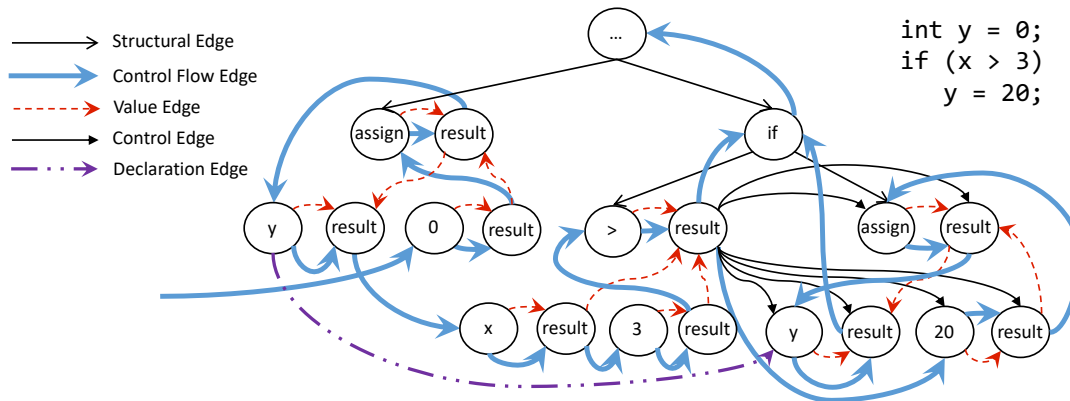 Structural Edge
Control Flow Edge
Value Edge
Control Edge
Declaration Edge
int y = 0;
if (x > 3)
y = 20;
...
assign
result
if
y
result
0
result
>
result
assign
result
x
result
3
result
y
result
20
result